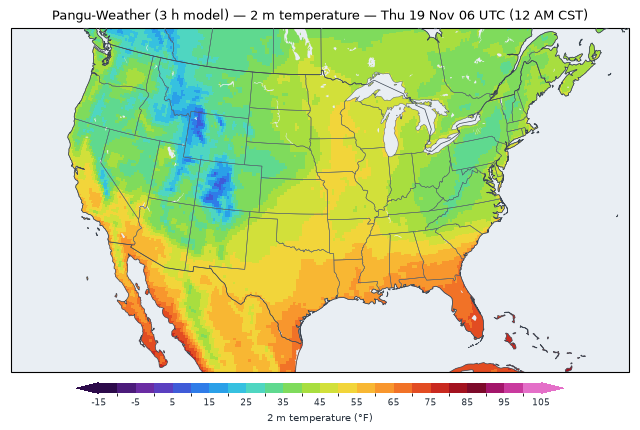 Pangu-Weather (3 h model) — 2 m temperature — Thu 19 Nov 06 UTC (12 AM CST)
-15 -5 5 15 25 35 45 55 65 75 85 95 105
2 m temperature (°F)